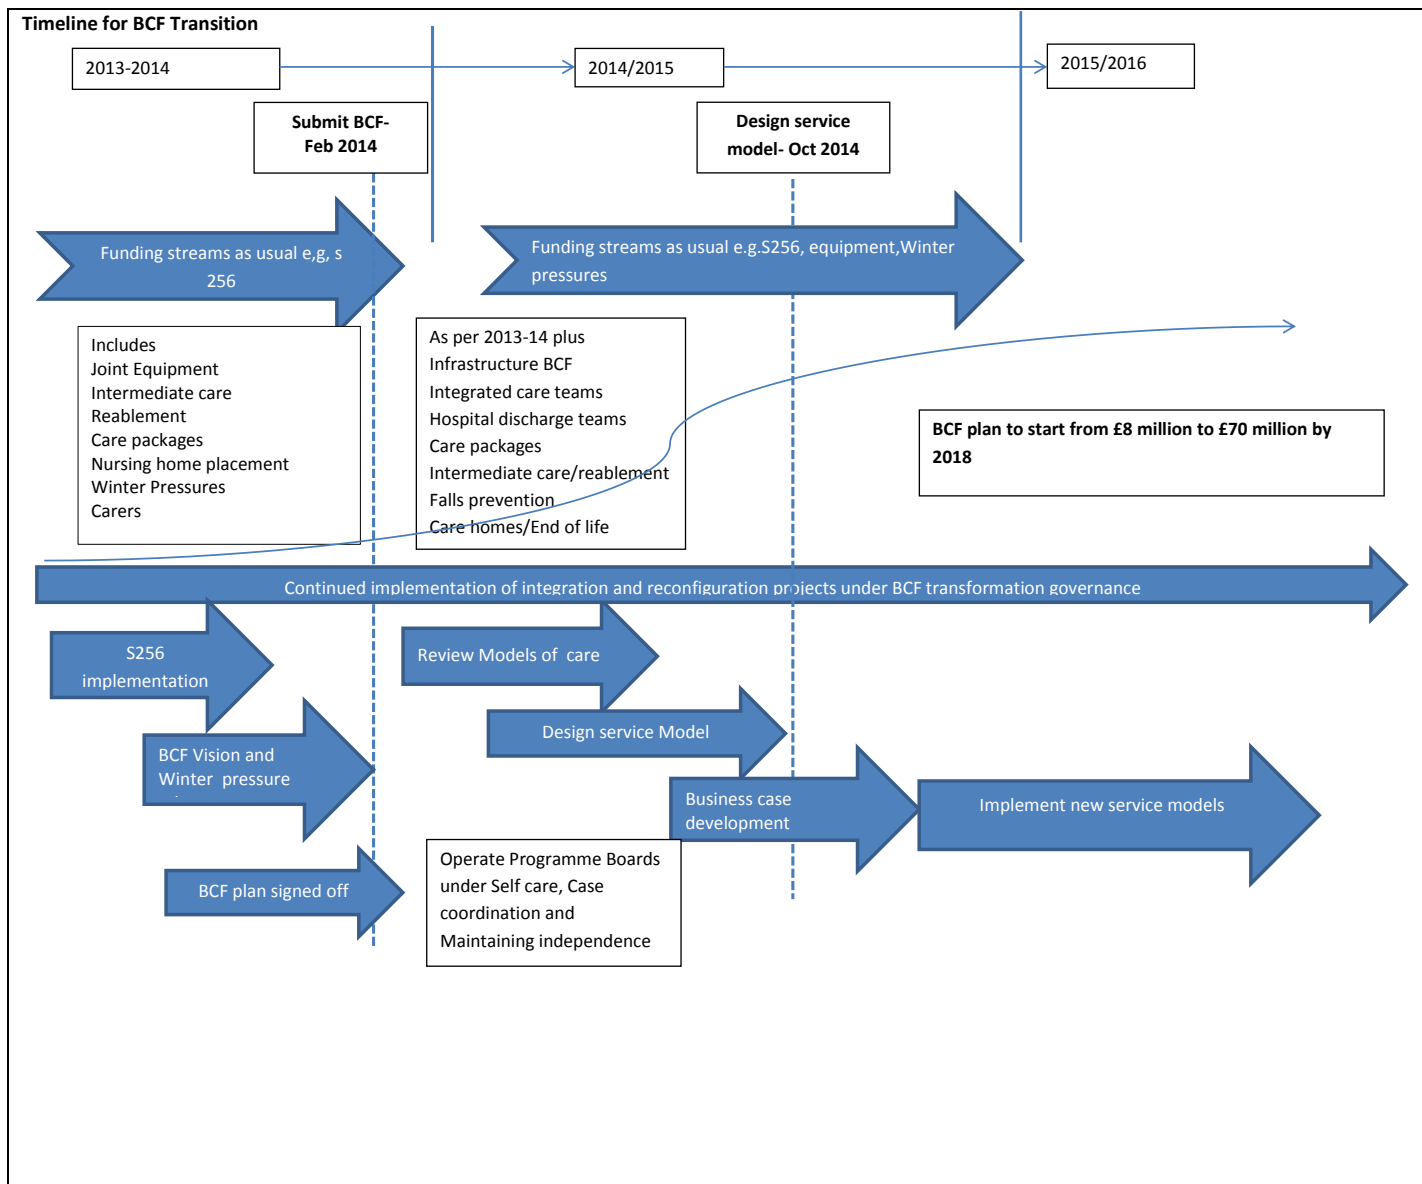 Timeline for BCF Transition
2013-2014
2014/2015
2015/2016
Submit BCF-
Feb 2014
Design service
model- Oct 2014
Funding streams as usual e,g, s
256
Funding streams as usual e.g.S256, equipment,Winter
pressures
Includes
Joint Equipment
Intermediate care
Reablement
Care packages
Nursing home placement
Winter Pressures
Carers
As per 2013-14 plus
Infrastructure BCF
Integrated care teams
Hospital discharge teams
Care packages
Intermediate care/reablement
Falls prevention
Care homes/End of life
BCF plan to start from £8 million to £70 million by
2018
Continued implementation of integration and reconfiguration projects under BCF transformation governance
S256
implementation
Review Models of care
BCF Vision and
Winter pressure
Design service Model
Business case
development
Implement new service models
BCF plan signed off
Operate Programme Boards
under Self care, Case
coordination and
Maintaining independence